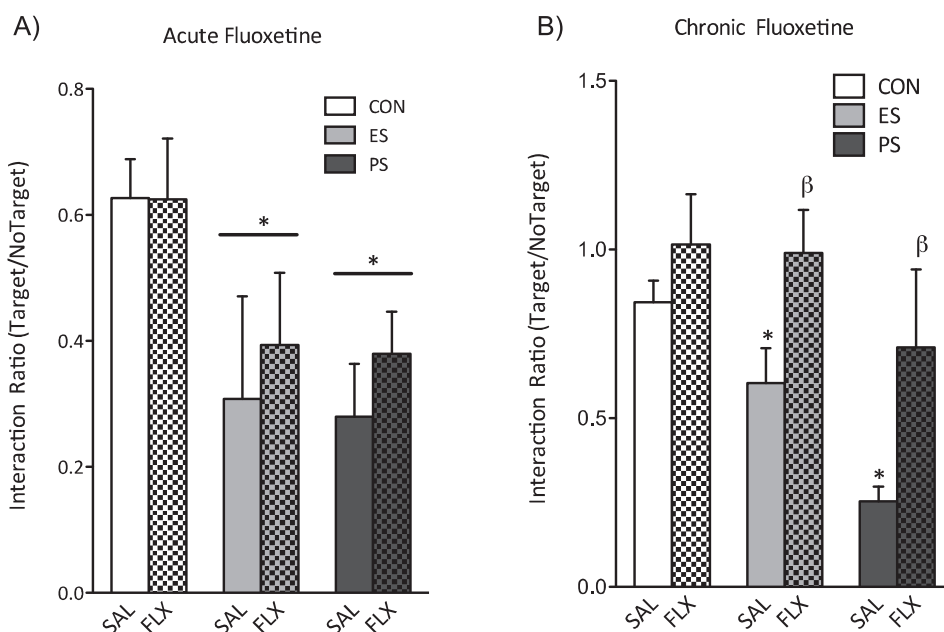 A)
Acute Fluoxetine
Interaction Ratio (Target/NoTarget)
0.8
0.6
0.4
0.2
0.0
CON
ES
PS
*
*
SAL FLX SAL FLX SAL FLX
B)
Chronic Fluoxetine
Interaction Ratio (Target/NoTarget)
1.5
1.0
0.5
0.0
CON
ES
PS
β
β
*
*
SAL FLX SAL FLX SAL FLX